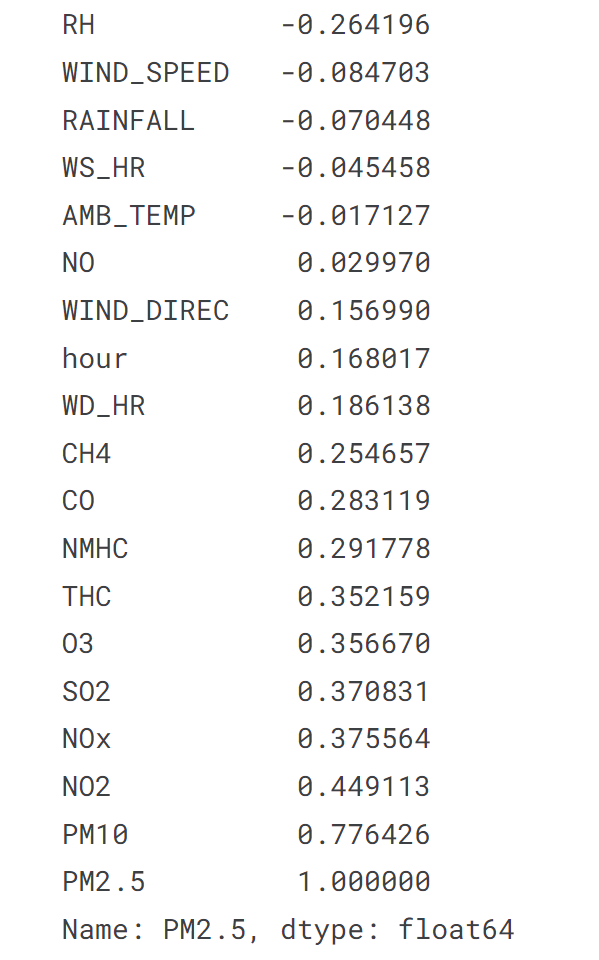 RH -0.264196
WIND_SPEED -0.084703
RAINFALL -0.070448
WS_HR -0.045458
AMB_TEMP -0.017127
NO 0.029970
WIND_DIREC 0.156990
hour 0.168017
WD_HR 0.186138
CH4 0.254657
CO 0.283119
NMHC 0.291778
THC 0.352159
O3 0.356670
SO2 0.370831
NOx 0.375564
NO2 0.449113
PM10 0.776426
PM2.5 1.000000
Name: PM2.5, dtype: float64